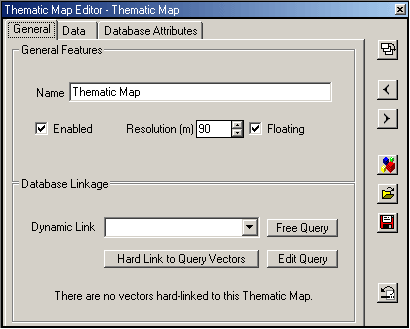 Thematic Map Editor - Thematic Map
General Data Database Attributes
General Features
Name Thematic Map
Enabled Resolution (m) 90 Floating
Database Linkage
Dynamic Link Free Query
Hard Link to Query Vectors Edit Query
There are no vectors hard-linked to this Thematic Map.